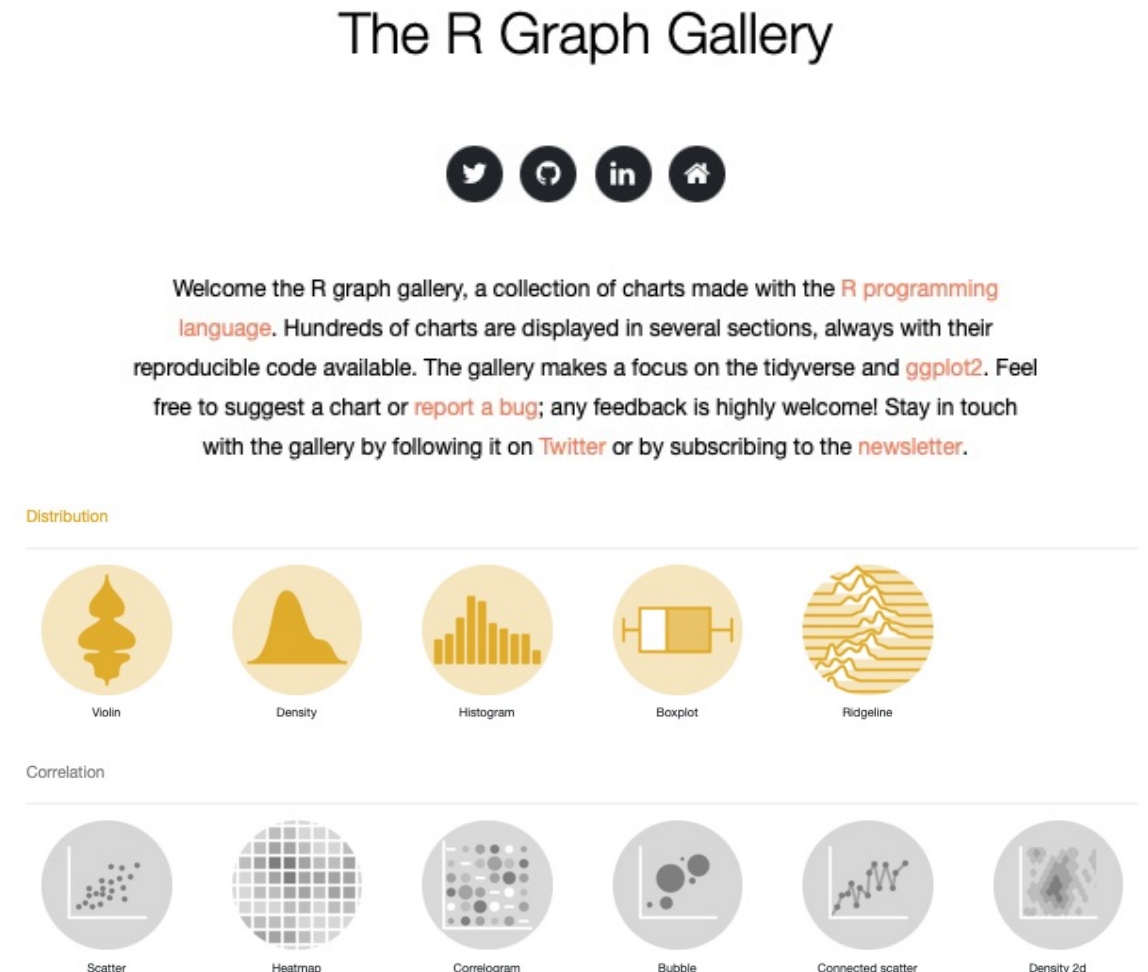 The R Graph Gallery
in
Welcome the R graph gallery, a collection of charts made with the R programming
language. Hundreds of charts are displayed in several sections, always with their
reproducible code available. The gallery makes a focus on the tidyverse and ggplot2. Feel
free to suggest a chart or report a bug; any feedback is highly welcome! Stay in touch
with the gallery by following it on Twitter or by subscribing to the newsletter.
Distribution
Violin Density Histogram Boxplot Ridgeline
Correlation
Scatter Heatmap Correlogram Bubble Connected scatter Density 2d